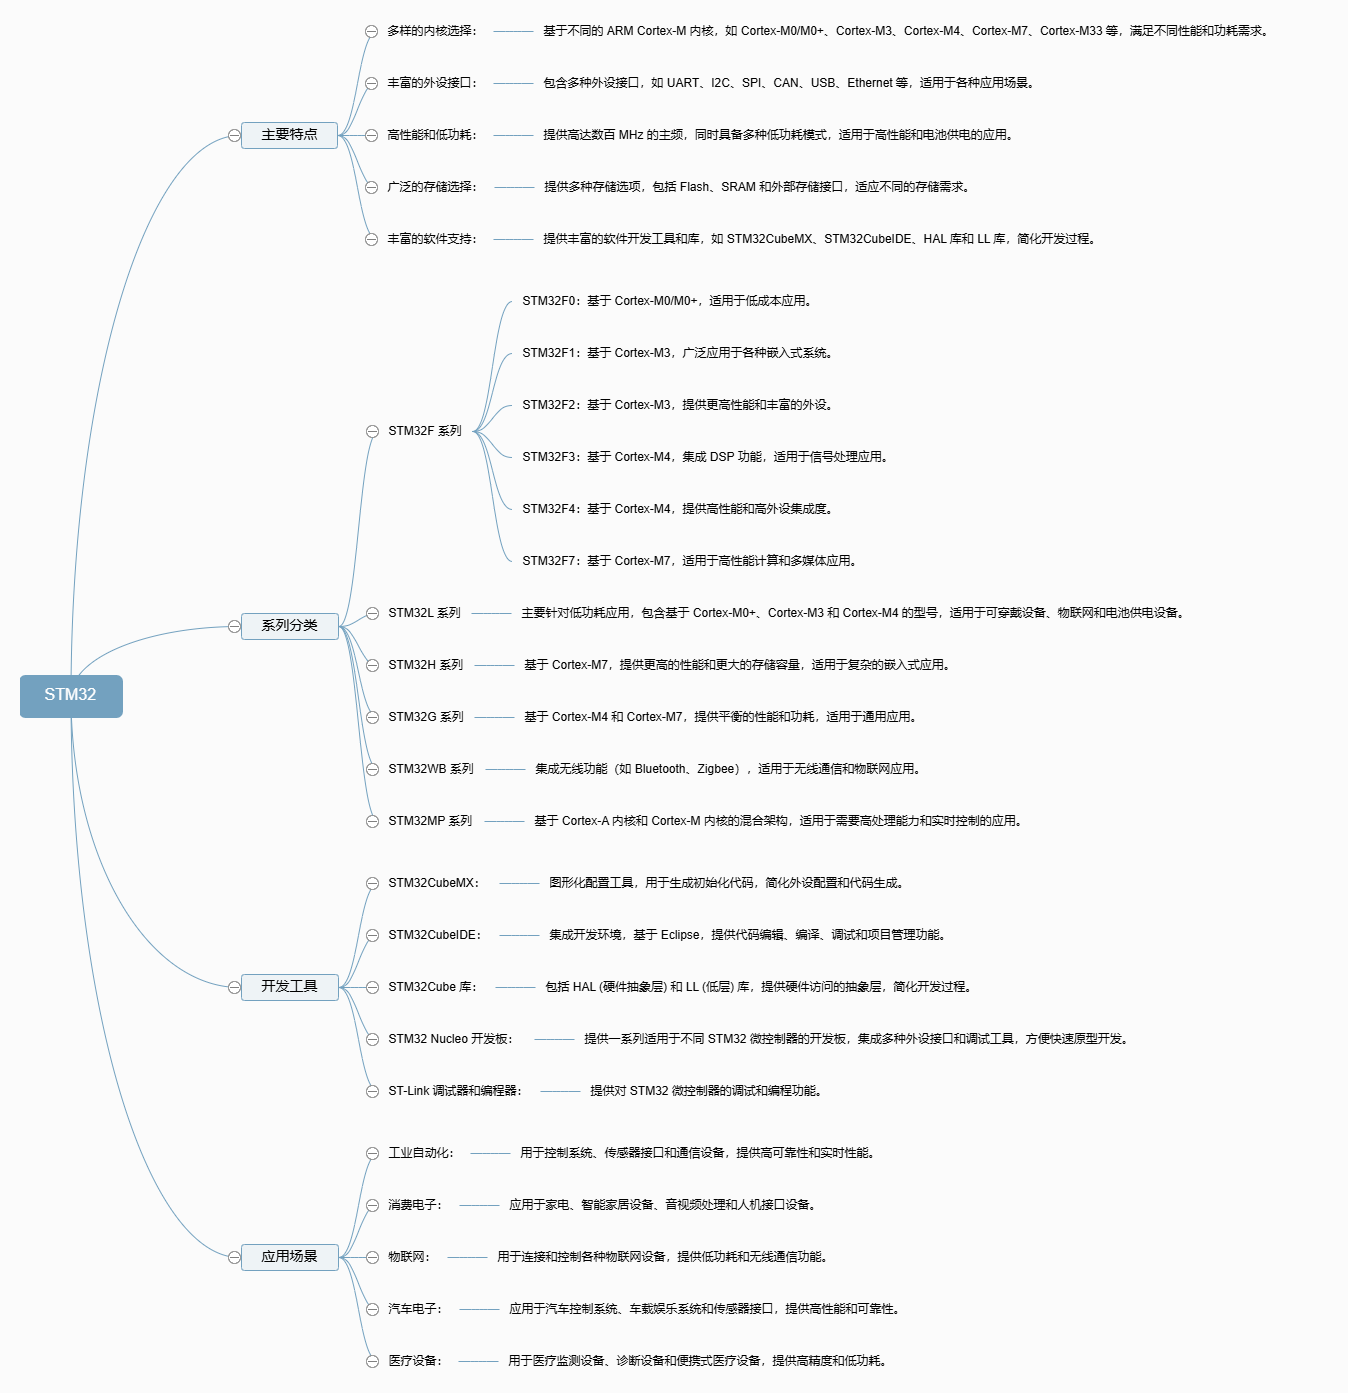 STM32
主要特点
多样的内核选择：
基于不同的 ARM Cortex-M 内核，如 Cortex-M0/M0+、Cortex-M3、Cortex-M4、Cortex-M7、Cortex-M33 等，满足不同性能和功耗需求。
丰富的外设接口：
包含多种外设接口，如 UART、I2C、SPI、CAN、USB、Ethernet 等，适用于各种应用场景。
高性能和低功耗：
提供高达数百 MHz 的主频，同时具备多种低功耗模式，适用于高性能和电池供电的应用。
广泛的存储选择：
提供多种存储选项，包括 Flash、SRAM 和外部存储接口，适应不同的存储需求。
丰富的软件支持：
提供丰富的软件开发工具和库，如 STM32CubeMX、STM32CubeIDE、HAL 库和 LL 库，简化开发过程。
系列分类
STM32F 系列
STM32F0：基于 Cortex-M0/M0+，适用于低成本应用。
STM32F1：基于 Cortex-M3，广泛应用于各种嵌入式系统。
STM32F2：基于 Cortex-M3，提供更高性能和丰富的外设。
STM32F3：基于 Cortex-M4，集成 DSP 功能，适用于信号处理应用。
STM32F4：基于 Cortex-M4，提供高性能和高外设集成度。
STM32F7：基于 Cortex-M7，适用于高性能计算和多媒体应用。
STM32L 系列
主要针对低功耗应用，包含基于 Cortex-M0+、Cortex-M3 和 Cortex-M4 的型号，适用于可穿戴设备、物联网和电池供电设备。
STM32H 系列
基于 Cortex-M7，提供更高的性能和更大的存储容量，适用于复杂的嵌入式应用。
STM32G 系列
基于 Cortex-M4 和 Cortex-M7，提供平衡的性能和功耗，适用于通用应用。
STM32WB 系列
集成无线功能（如 Bluetooth、Zigbee），适用于无线通信和物联网应用。
STM32MP 系列
基于 Cortex-A 内核和 Cortex-M 内核的混合架构，适用于需要高处理能力和实时控制的应用。
开发工具
STM32CubeMX：
图形化配置工具，用于生成初始化代码，简化外设配置和代码生成。
STM32CubeIDE：
集成开发环境，基于 Eclipse，提供代码编辑、编译、调试和项目管理功能。
STM32Cube 库：
包括 HAL (硬件抽象层) 和 LL (低层) 库，提供硬件访问的抽象层，简化开发过程。
STM32 Nucleo 开发板：
提供一系列适用于不同 STM32 微控制器的开发板，集成多种外设接口和调试工具，方便快速原型开发。
ST-Link 调试器和编程器：
提供对 STM32 微控制器的调试和编程功能。
应用场景
工业自动化：
用于控制系统、传感器接口和通信设备，提供高可靠性和实时性能。
消费电子：
应用于家电、智能家居设备、音视频处理和人机接口设备。
物联网：
用于连接和控制各种物联网设备，提供低功耗和无线通信功能。
汽车电子：
应用于汽车控制系统、车载娱乐系统和传感器接口，提供高性能和可靠性。
医疗设备：
用于医疗监测设备、诊断设备和便携式医疗设备，提供高精度和低功耗。